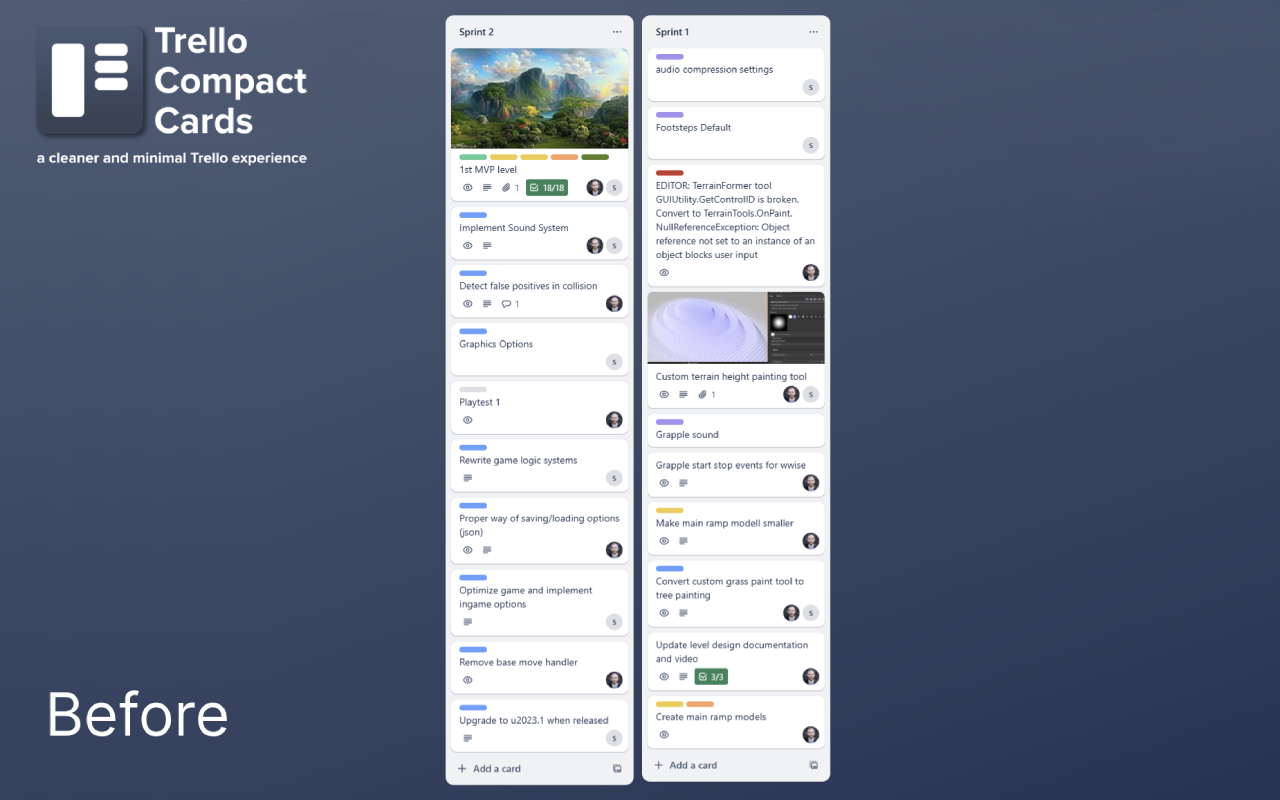 Trello
Compact
Cards
a cleaner and minimal Trello experience
Before
Sprint 2
1st MVP level
1
18/18
S
Implement Sound System
S
Detect false positives in collision
1
Graphics Options
S
Playtest 1
Rewrite game logic systems
S
Proper way of saving/loading options
(json)
Optimize game and implement
ingame options
S
Remove base move handler
Upgrade to u2023.1 when released
S
+ Add a card
Sprint 1
audio compression settings
S
Footsteps Default
S
EDITOR: TerrainFormer tool
GUIUtility.GetControlID is broken.
Convert to TerrainTools.OnPaint.
NullReferenceException: Object
reference not set to an instance of an
object blocks user input
Custom terrain height painting tool
1
S
Grapple sound
Grapple start stop events for wwise
Make main ramp modell smaller
Convert custom grass paint tool to
tree painting
S
Update level design documentation
and video
3/3
Create main ramp models
+ Add a card